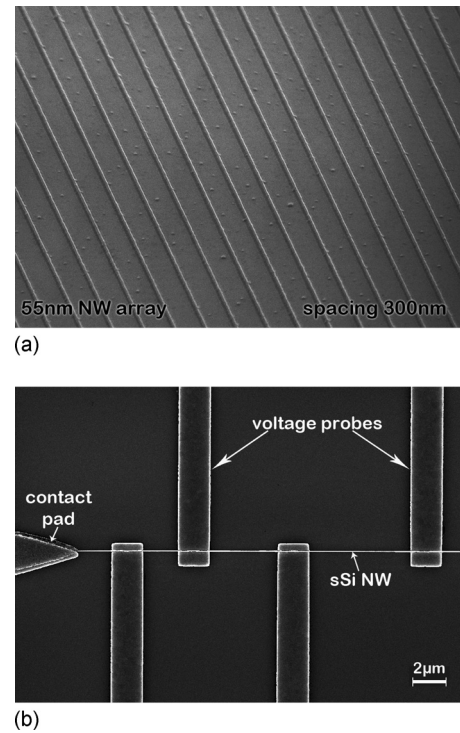 55nm NW array spacing 300nm
(a)
voltage probes
contact
pad
sSi NW
2μm
(b)